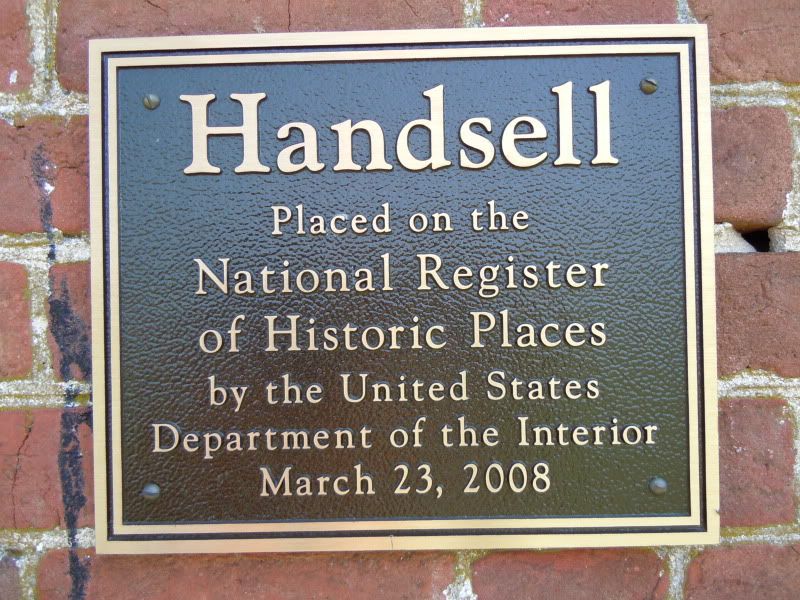 Handsell
Placed on the
National Register
of Historic Places
by the United States
Department of the Interior
March 23, 2008